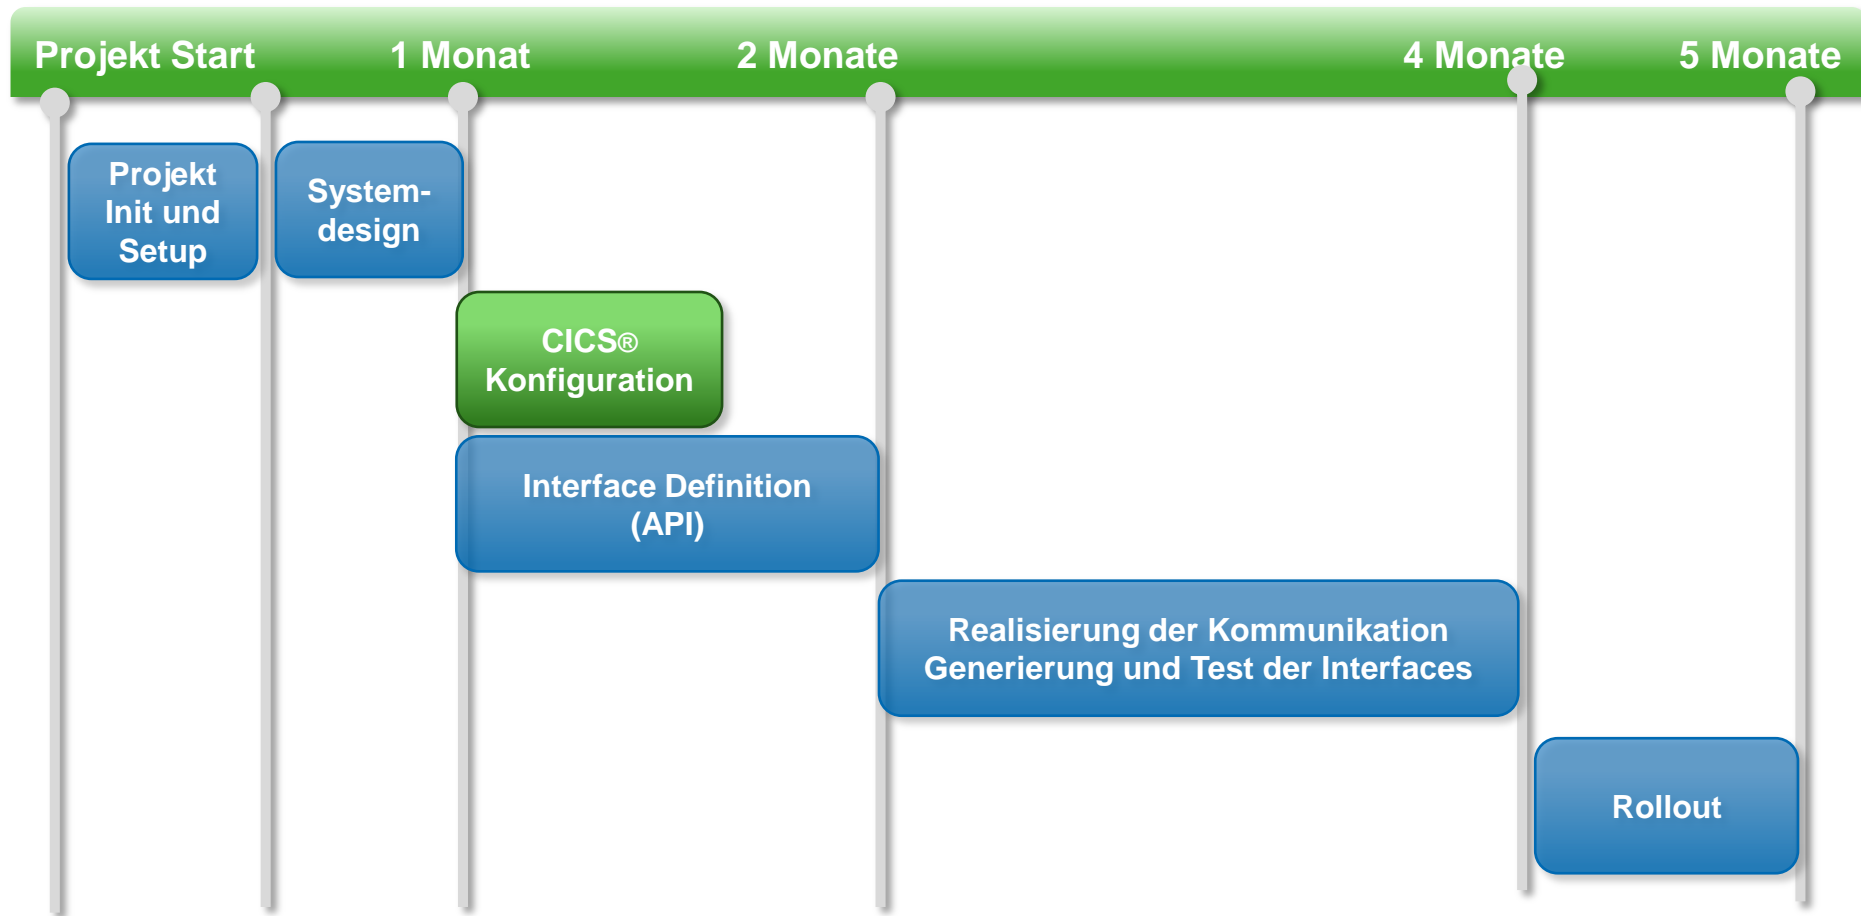 Projekt Start 1 Monat 2 Monate 4 Monate 5 Monate
Projekt
Init und
Setup
System-
design
CICS®
Konfiguration
Interface Definition
(API)
Realisierung der Kommunikation
Generierung und Test der Interfaces
Rollout